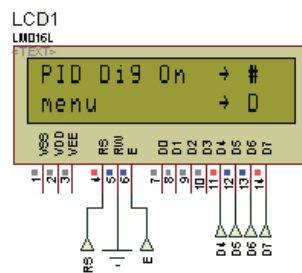 LCD1
LM016L
<TEXT>
PID Dig On → #
menu → D
VSS VDD VEE RS RW E D0 D1 D2 D3 D4 D5 D6 D7
1 2 3 4 5 6 7 8 9 10 11 12 13 14
RS E D4 D5 D6 D7